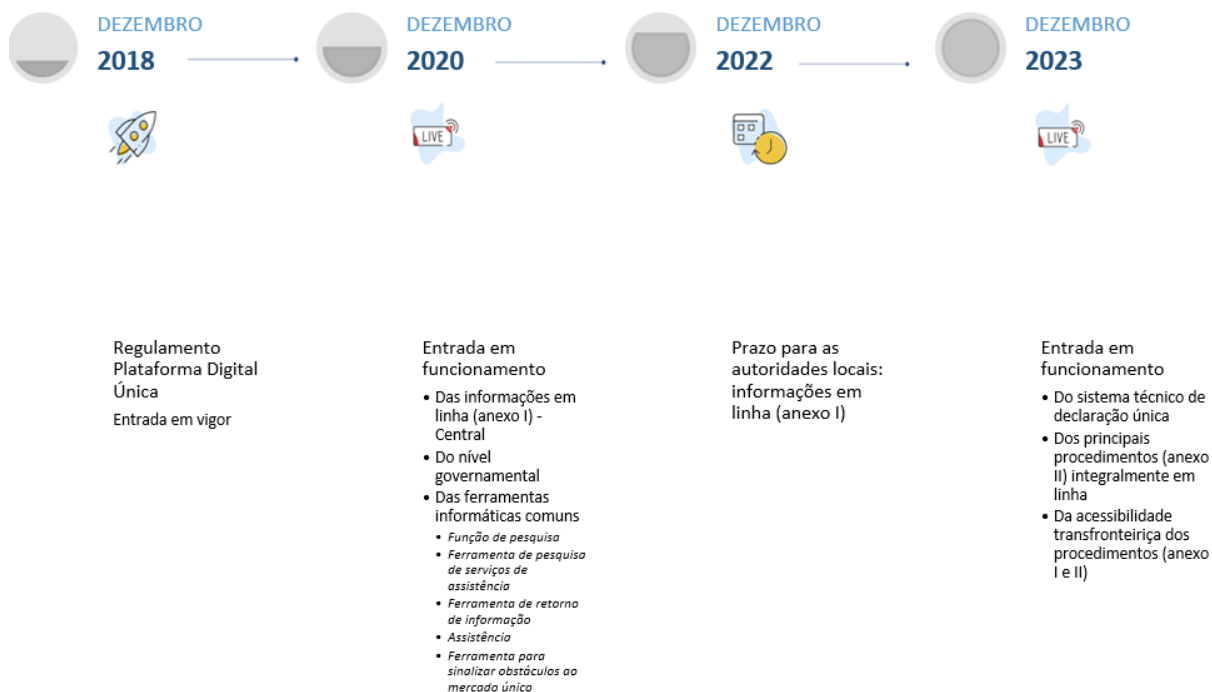 DEZEMBRO
2018
DEZEMBRO
2020
DEZEMBRO
2022
DEZEMBRO
2023
LIVE
LIVE
Regulamento
Plataforma Digital
Única
Entrada em vigor
Entrada em
funcionamento
• Das informações em
linha (anexo I) -
Central
• Do nível
governamental
• Das ferramentas
informáticas comuns
• Função de pesquisa
• Ferramenta de pesquisa
de serviços de
assistência
• Ferramenta de retorno
de informação
• Assistência
• Ferramenta para
sinalizar obstáculos ao
mercado único
Prazo para as
autoridades locais:
informações em
linha (anexo I)
Entrada em
funcionamento
• Do sistema técnico de
declaração única
• Dos principais
procedimentos (anexo
II) integralmente em
linha
• Da acessibilidade
transfronteiriça dos
procedimentos (anexo
I e II)